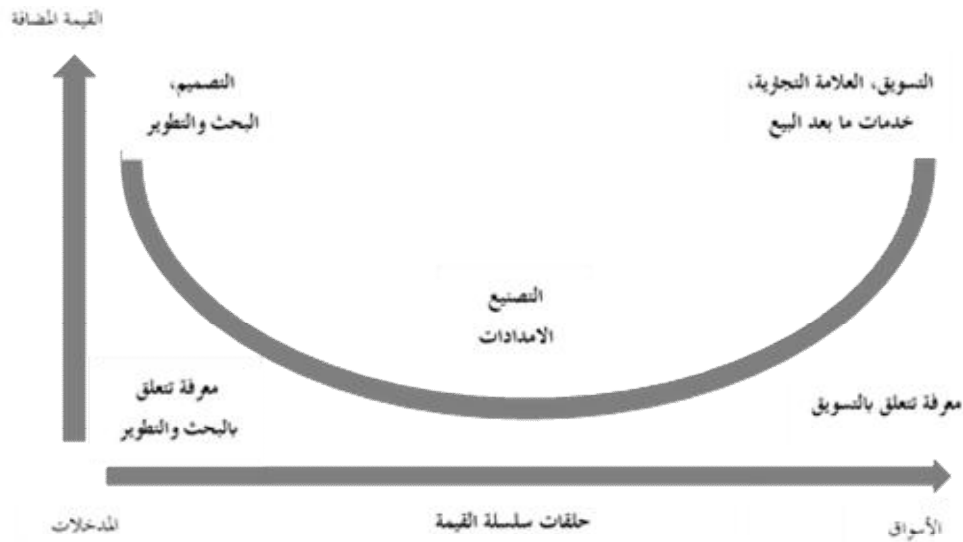 القيمة المضافة
التسويق، العلامة التجارية،
خدمات ما بعد البيع
التصميم،
البحث والتطوير
التصنيع
الامدادات
معرفة تتعلق بالتسويق
معرفة تتعلق
بالبحث والتطوير
المدخلات
حلقات سلسلة القيمة
الأسواق